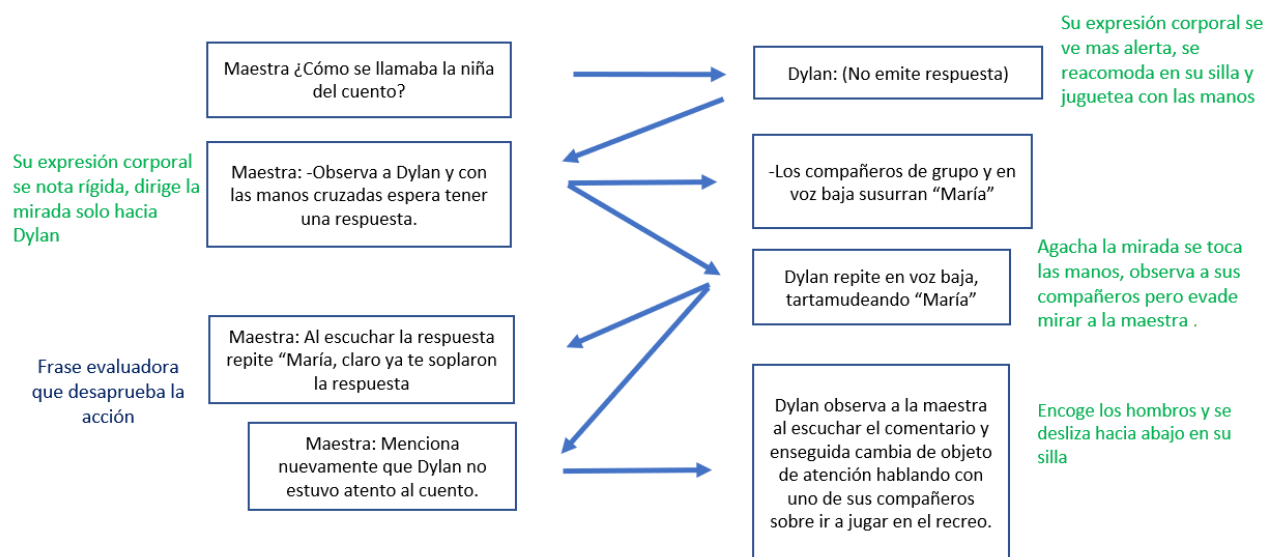 Maestra ¿Cómo se llamaba la niña
del cuento?
Dylan: (No emite respuesta)
Su expresión corporal se
ve mas alerta, se
reacomoda en su silla y
juguetea con las manos
Su expresión corporal
se nota rígida, dirige la
mirada solo hacia
Dylan
Maestra: -Observa a Dylan y con
las manos cruzadas espera tener
una respuesta.
-Los compañeros de grupo y en
voz baja susurran “María”
Dylan repite en voz baja,
tartamudeando “María”
Agacha la mirada se toca
las manos, observa a sus
compañeros pero evade
mirar a la maestra .
Frase evaluadora
que desaprueba la
acción
Maestra: Al escuchar la respuesta
repite “María, claro ya te soplaron
la respuesta
Maestra: Menciona
nuevamente que Dylan no
estuvo atento al cuento.
Dylan observa a la maestra
al escuchar el comentario y
enseguida cambia de objeto
de atención hablando con
uno de sus compañeros
sobre ir a jugar en el recreo.
Encoge los hombros y se
desliza hacia abajo en su
silla